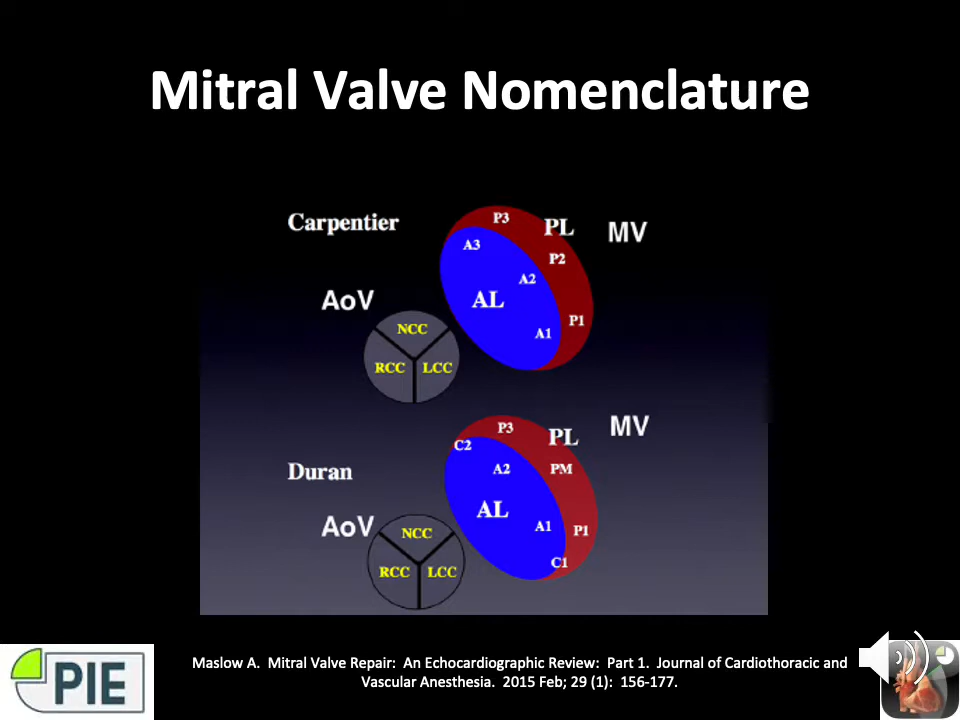 Mitral Valve Nomenclature
Carpentier
P3
PL
MV
A3
P2
A2
AoV
AL
P1
NCC
A1
RCC
LCC
P3
PL
MV
C2
A2
PM
Duran
AL
AoV
A1
P1
NCC
C1
RCC
LCC
Maslow A. Mitral Valve Repair: An Echocardiographic Review: Part 1. Journal of Cardiothoracic and
Vascular Anesthesia. 2015 Feb; 29 (1): 156-177.
PIE